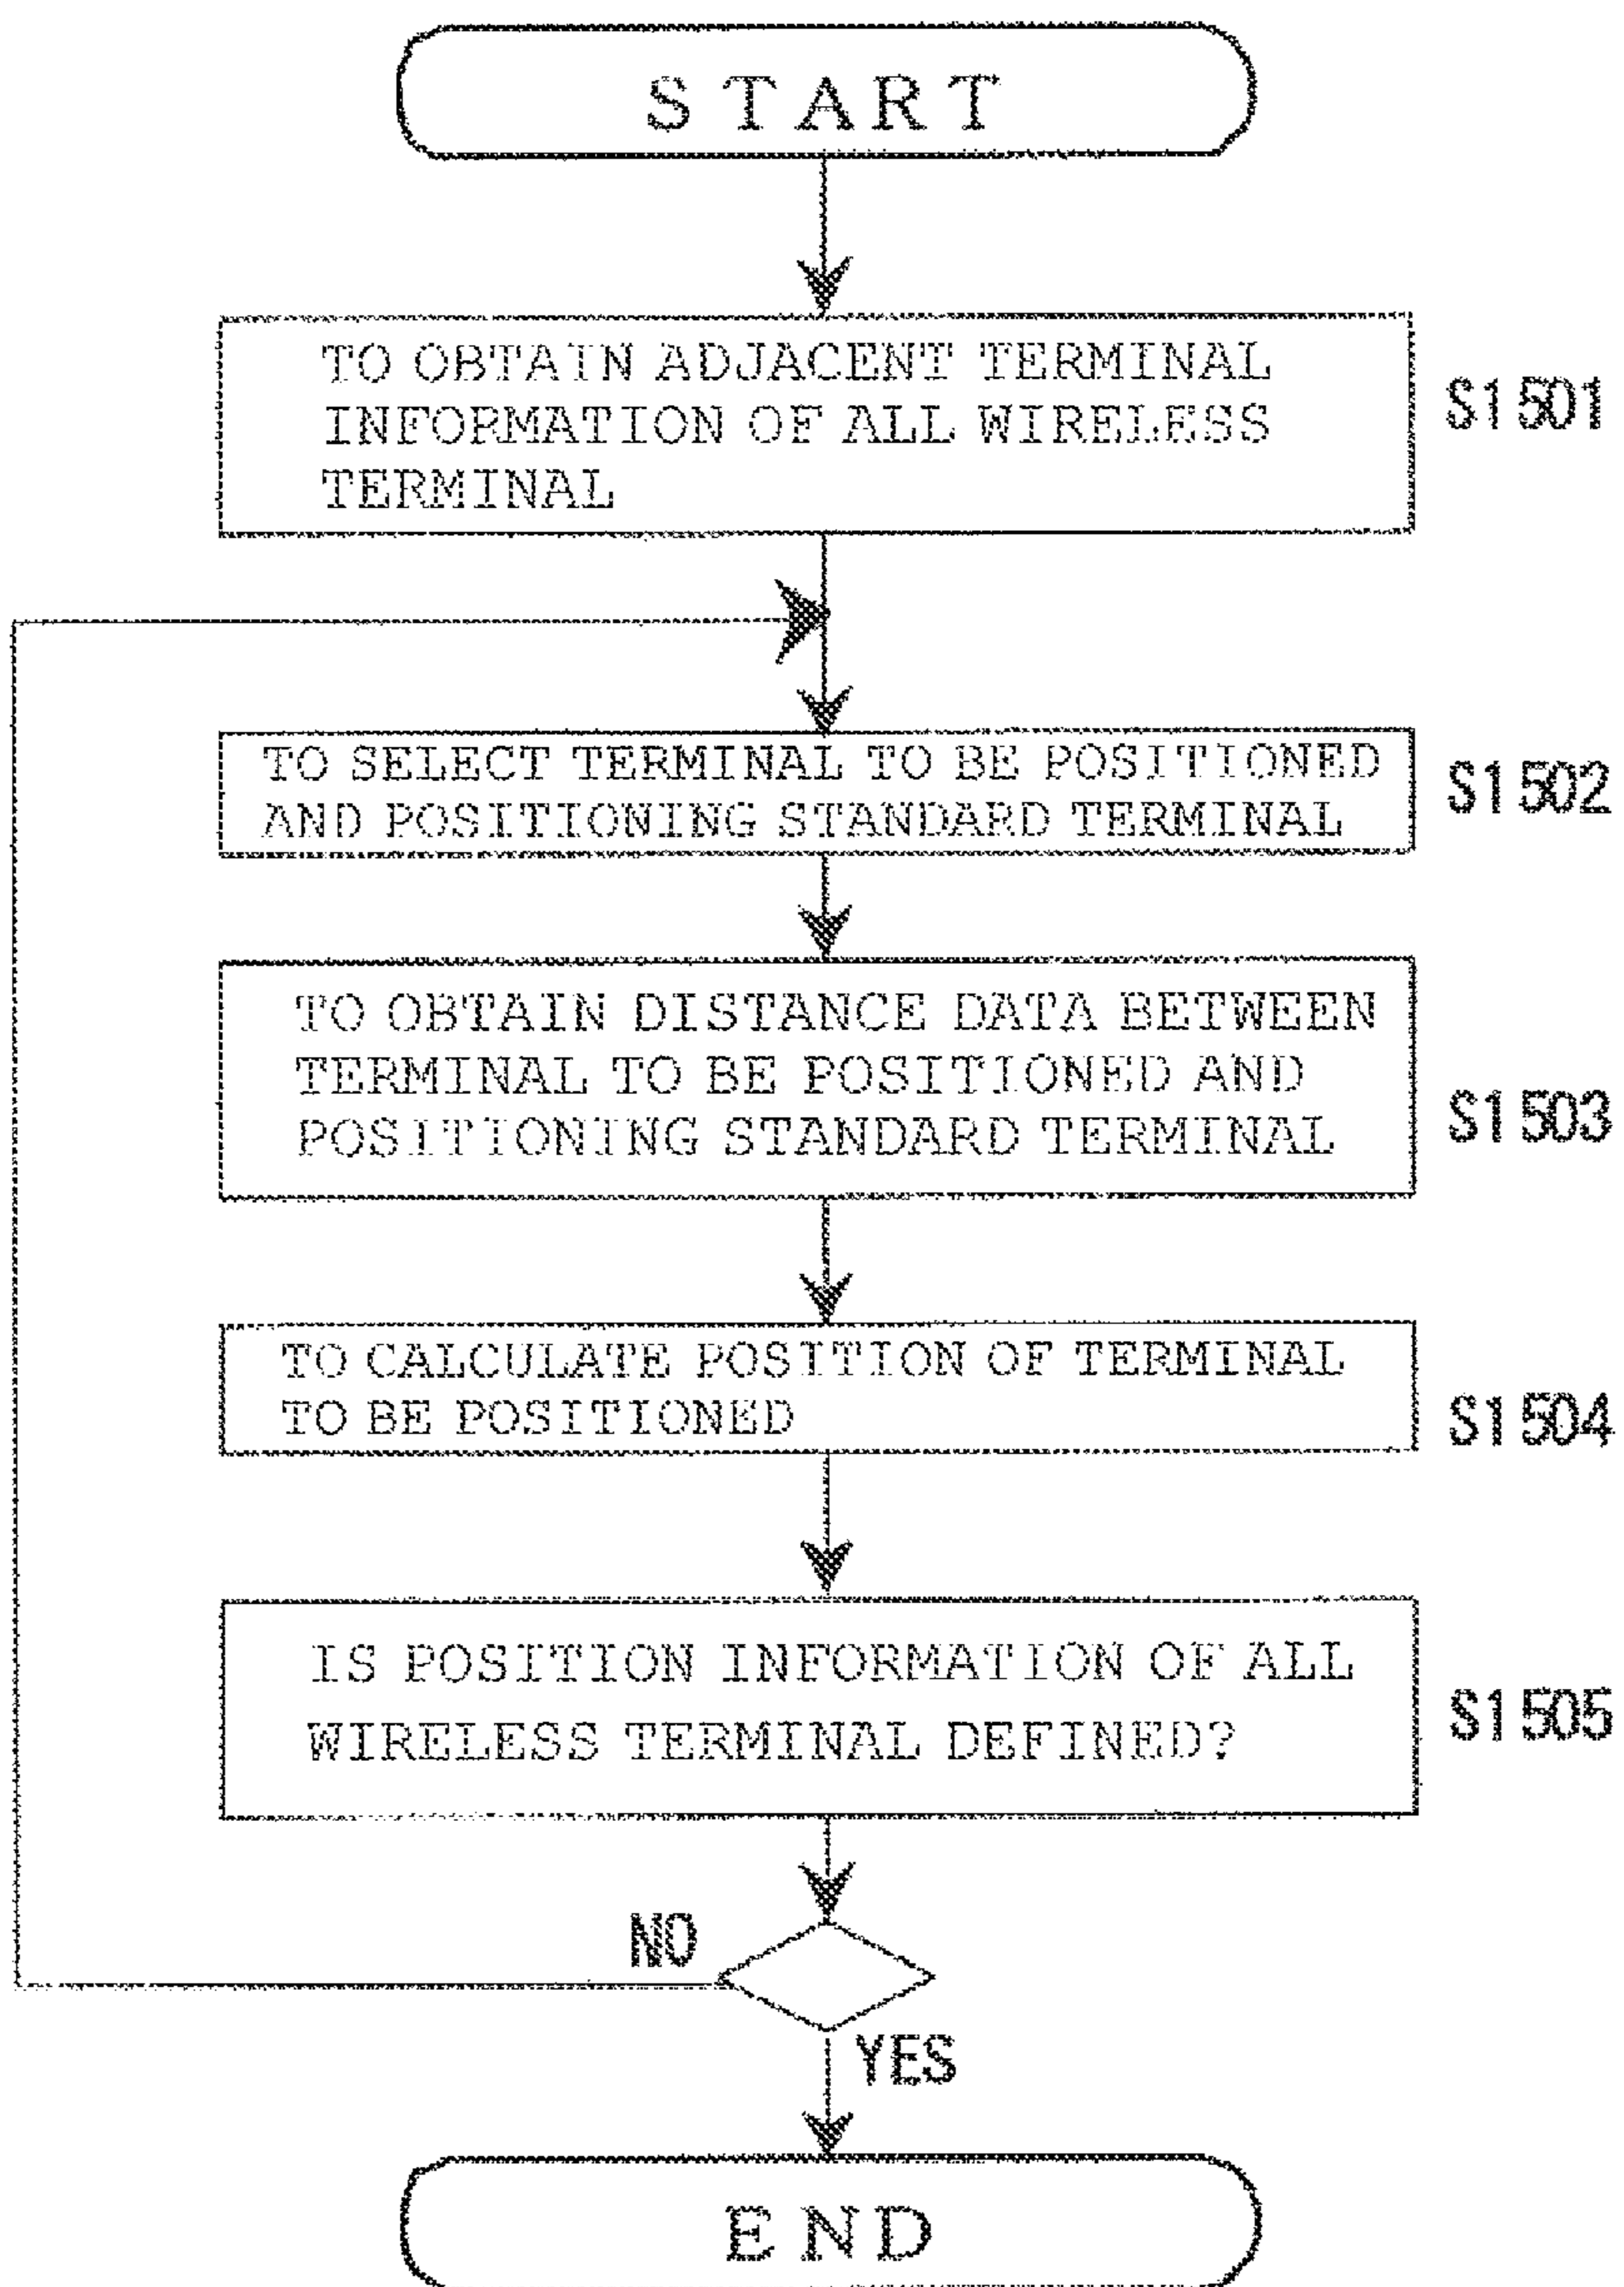 START
TO OBTAIN ADJACENT TERMINAL
INFORMATION OF ALL WIRELESS
TERMINAL
S1501
TO SELECT TERMINAL TO BE POSITIONED
AND POSITIONING STANDARD TERMINAL
S1502
TO OBTAIN DISTANCE DATA BETWEEN
TERMINAL TO BE POSITIONED AND
POSITIONING STANDARD TERMINAL
S1503
TO CALCULATE POSITION OF TERMINAL
TO BE POSITIONED
S1504
IS POSITION INFORMATION OF ALL
WIRELESS TERMINAL DEFINED?
S1505
NO
YES
END